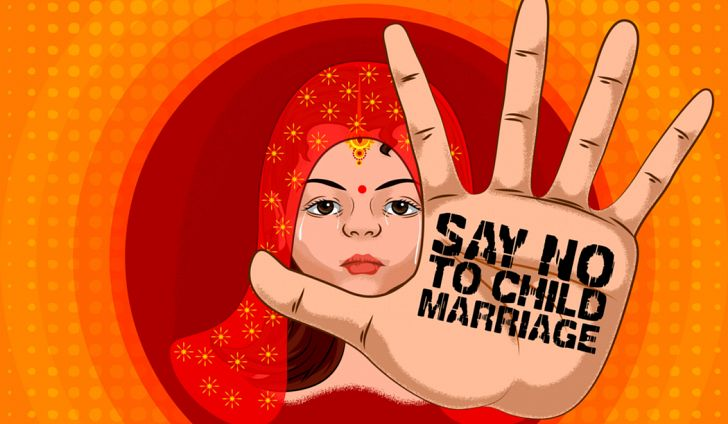 SAY NO
TO CHILD
MARRIAGE